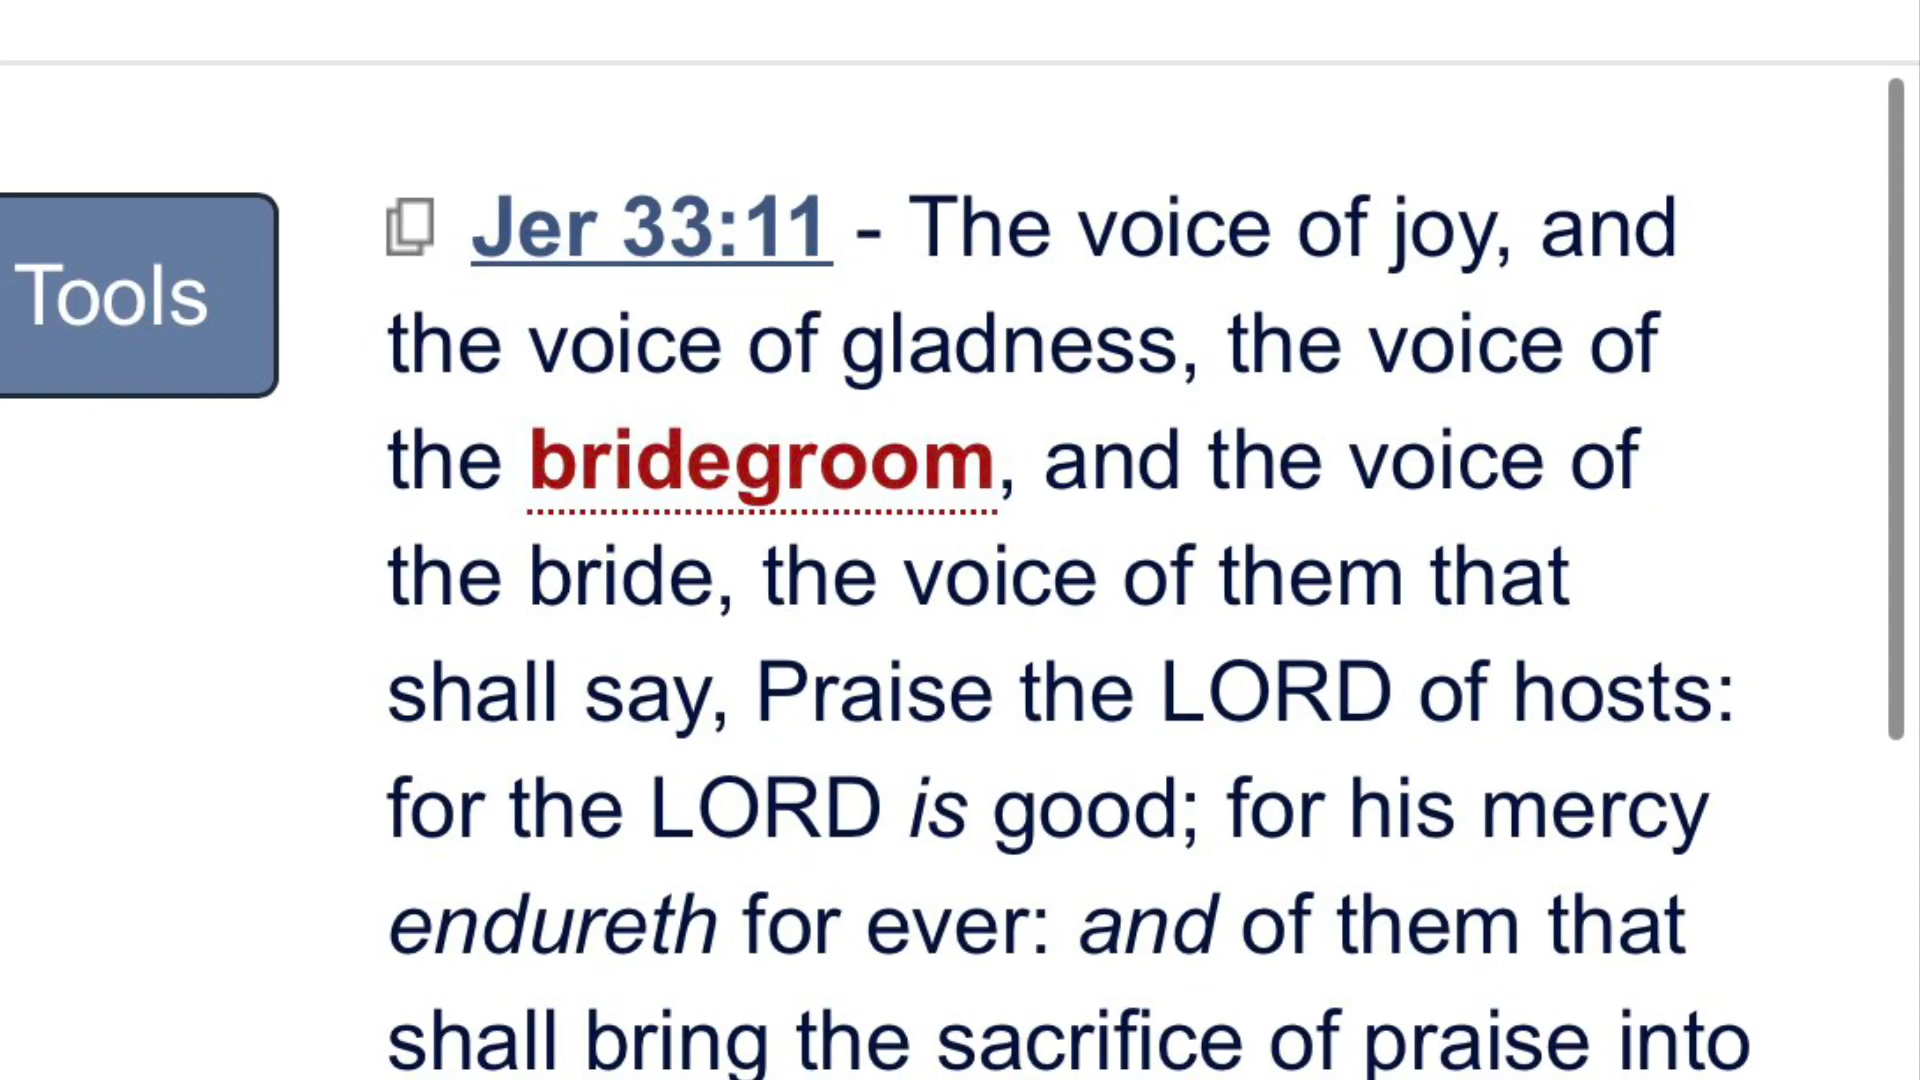 Tools
Jer 33:11 - The voice of joy, and
the voice of gladness, the voice of
the bridegroom, and the voice of
the bride, the voice of them that
shall say, Praise the LORD of hosts:
for the LORD is good; for his mercy
endureth for ever: and of them that
shall bring the sacrifice of praise into